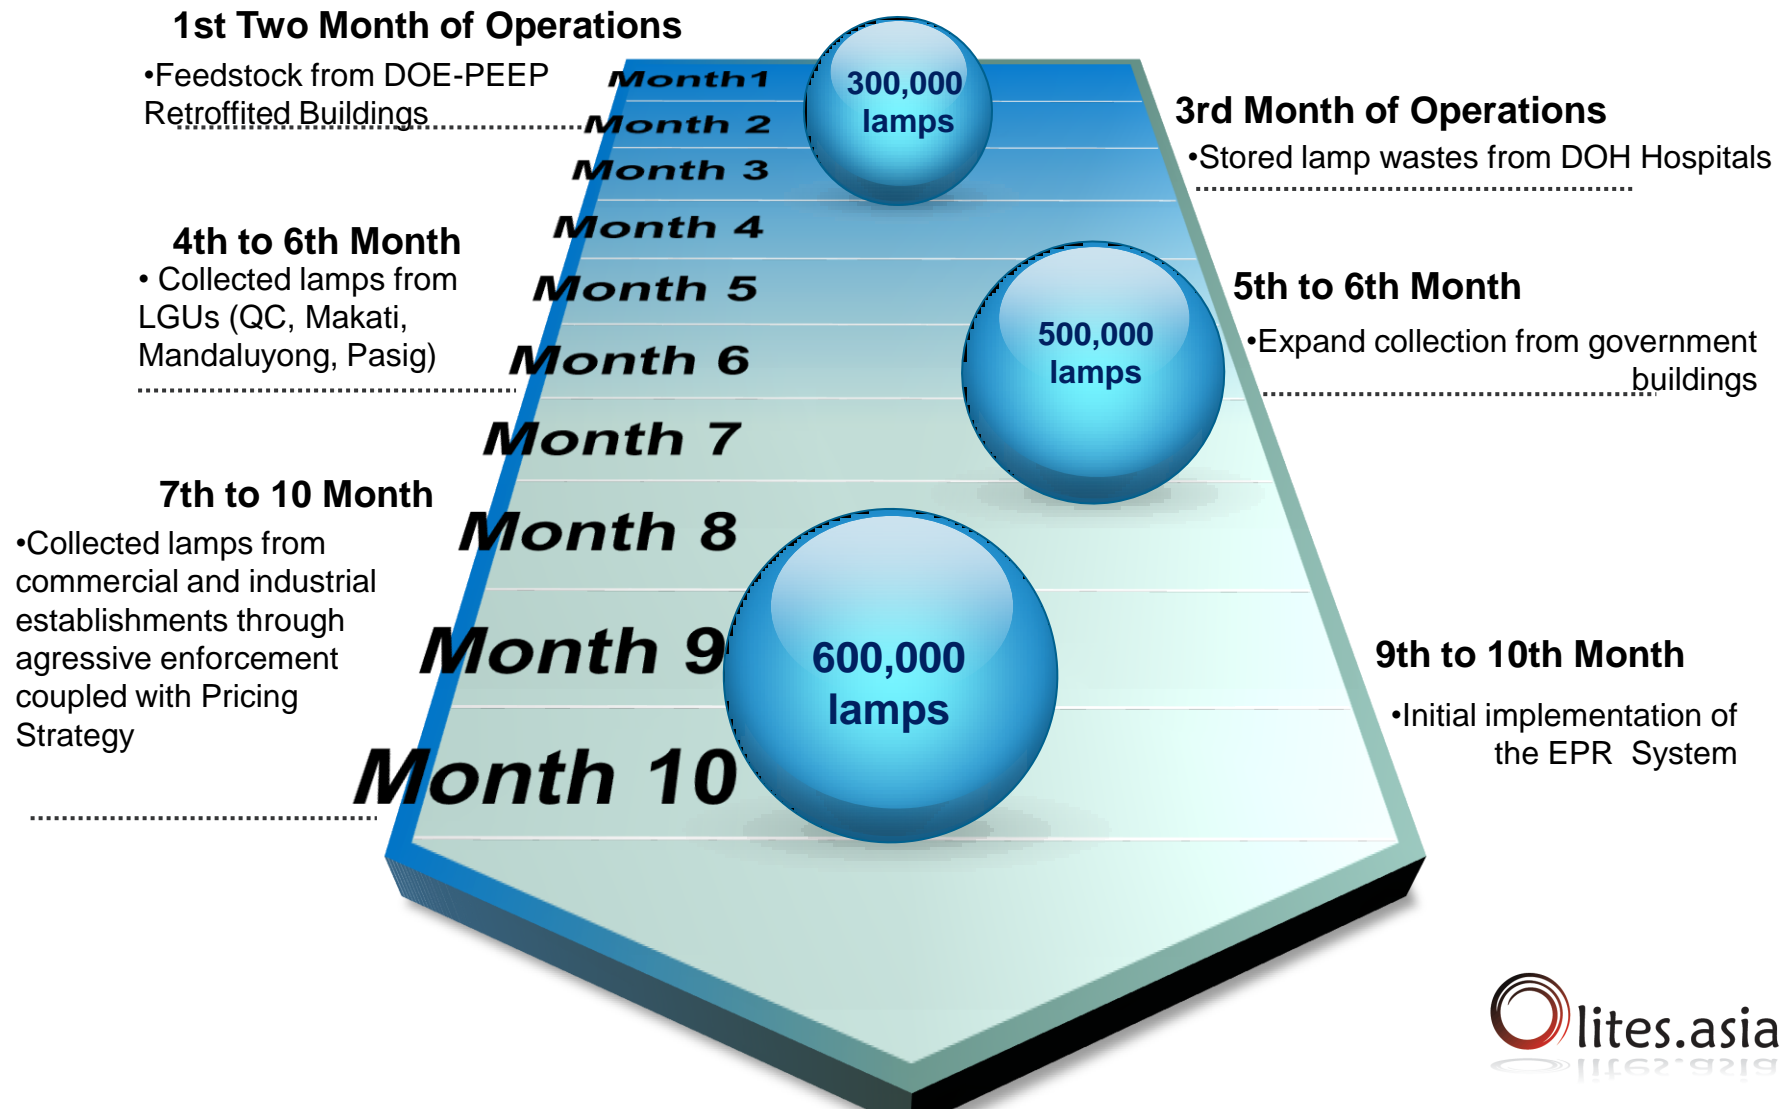 1st Two Month of Operations
•Feedstock from DOE-PEEP
Retroffited Buildings
Month1
Month 2
Month 3
Month 4
Month 5
Month 6
Month 7
Month 8
Month 9
Month 10
300,000
lamps
3rd Month of Operations
•Stored lamp wastes from DOH Hospitals
4th to 6th Month
• Collected lamps from
LGUs (QC, Makati,
Mandaluyong, Pasig)
500,000
lamps
5th to 6th Month
•Expand collection from government
buildings
7th to 10 Month
•Collected lamps from
commercial and industrial
establishments through
agressive enforcement
coupled with Pricing
Strategy
600,000
lamps
9th to 10th Month
•Initial implementation of
the EPR  System
lites.asia